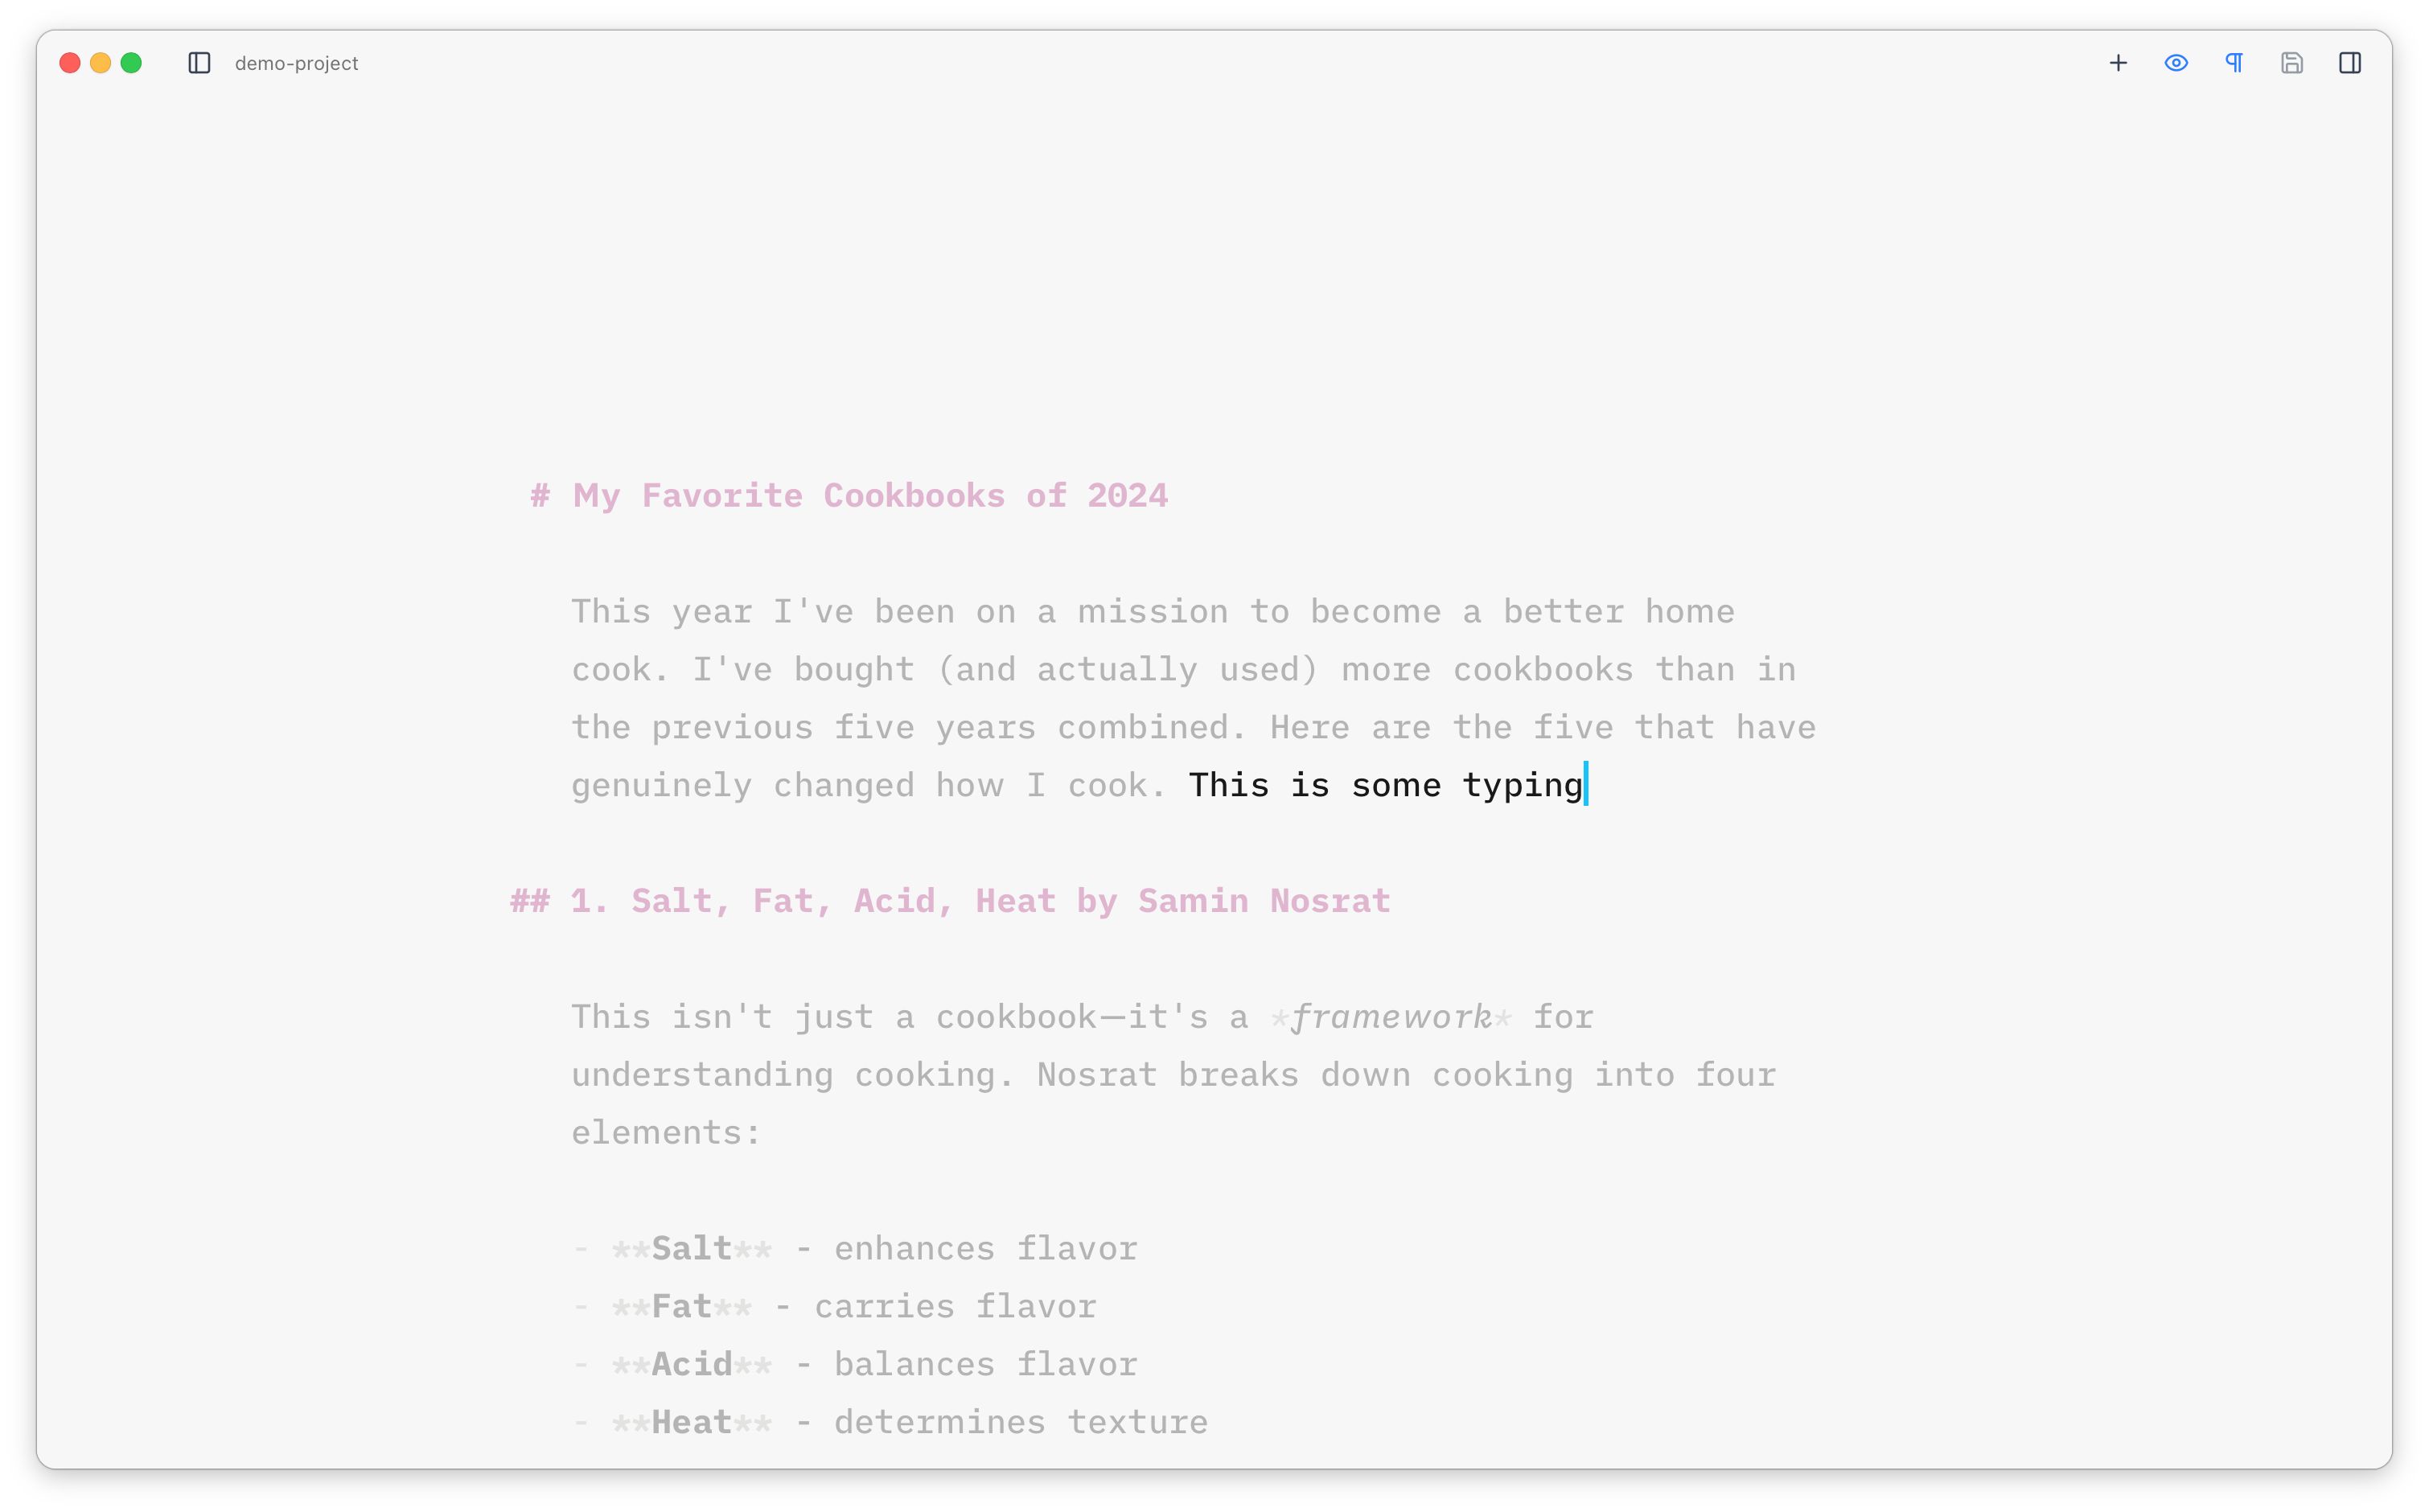 demo-project
# My Favorite Cookbooks of 2024
This year I've been on a mission to become a better home
cook. I've bought (and actually used) more cookbooks than in
the previous five years combined. Here are the five that have
genuinely changed how I cook. This is some typing
## 1. Salt, Fat, Acid, Heat by Samin Nosrat
This isn't just a cookbook—it's a *framework* for
understanding cooking. Nosrat breaks down cooking into four
elements:
- **Salt** - enhances flavor
- **Fat** - carries flavor
- **Acid** - balances flavor
- **Heat** - determines texture